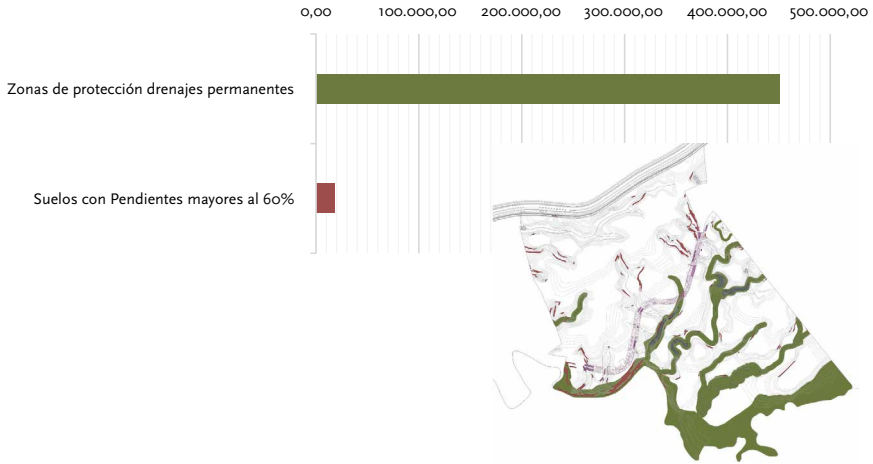 0,00 100.000,00 200.000,00 300.000,00 400.000,00 500.000,00
Zonas de protección drenajes permanentes
Suelos con Pendientes mayores al 60%